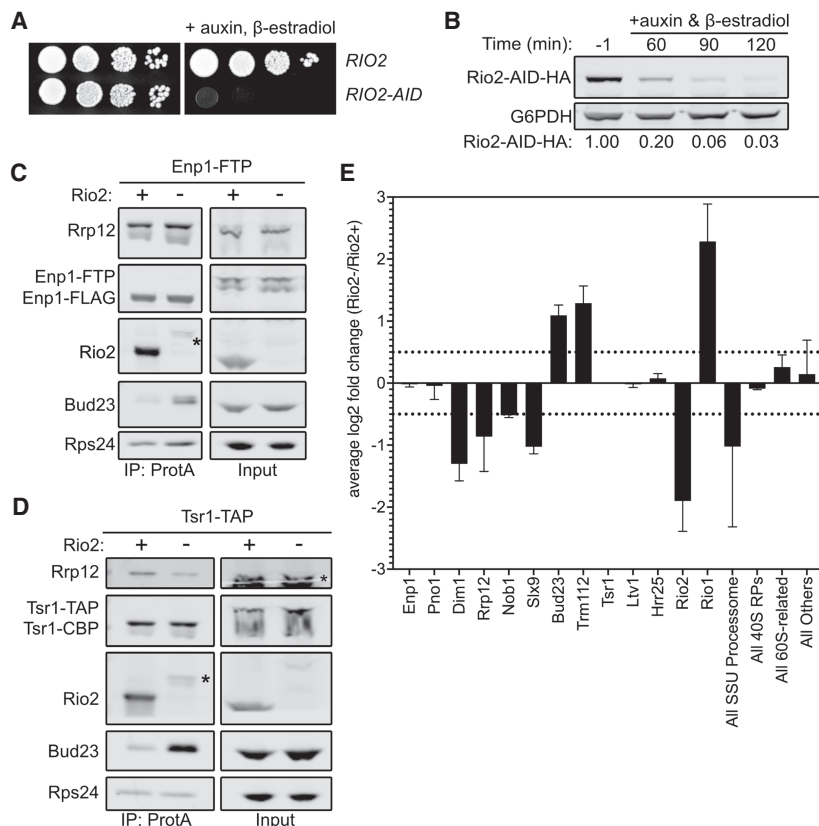 A
+ auxin, β-estradiol
RIO2
RIO2-AID
B
+auxin & β-estradiol
Time (min): -1 60 90 120
Rio2-AID-HA
G6PDH
Rio2-AID-HA: 1.00 0.20 0.06 0.03
C
Enp1-FTP
Rio2: + - + -
Rrp12
Enp1-FTP
Enp1-FLAG
Rio2
*
Bud23
Rps24
IP: ProtA Input
D
Tsr1-TAP
Rio2: + - + -
Rrp12
*
Tsr1-TAP
Tsr1-CBP
Rio2
*
Bud23
Rps24
IP: ProtA Input
E
average log2 fold change (Rio2-/Rio2+)
3
2
1
0
-1
-2
-3
Enp1
Pno1
Dim1
Rrp12
Nob1
Slx9
Bud23
Trm112
Tsr1
Ltv1
Hrr25
Rio2
Rio1
All SSU Processome
All 40S RPs
All 60S-related
All Others